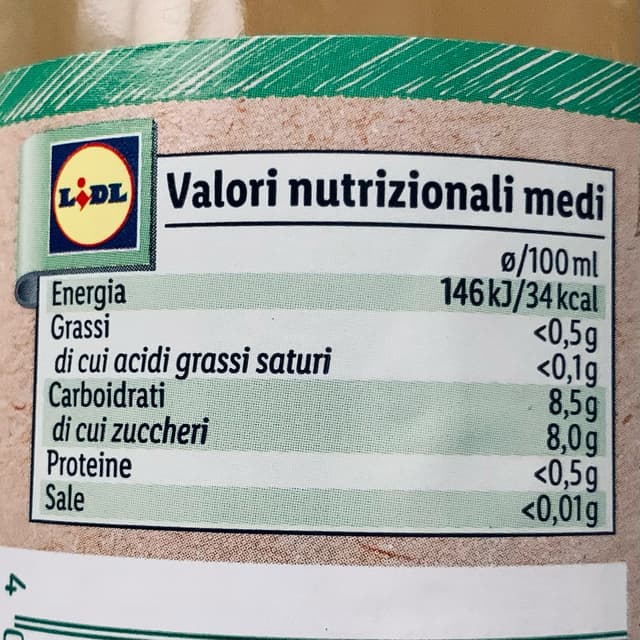 LIDL
Valori nutrizionali medi
ø/100 ml
Energia 146 kJ/34 kcal
Grassi <0,5g
di cui acidi grassi saturi <0,1g
Carboidrati 8,5g
di cui zuccheri 8,0g
Proteine <0,5g
Sale <0,01g
4